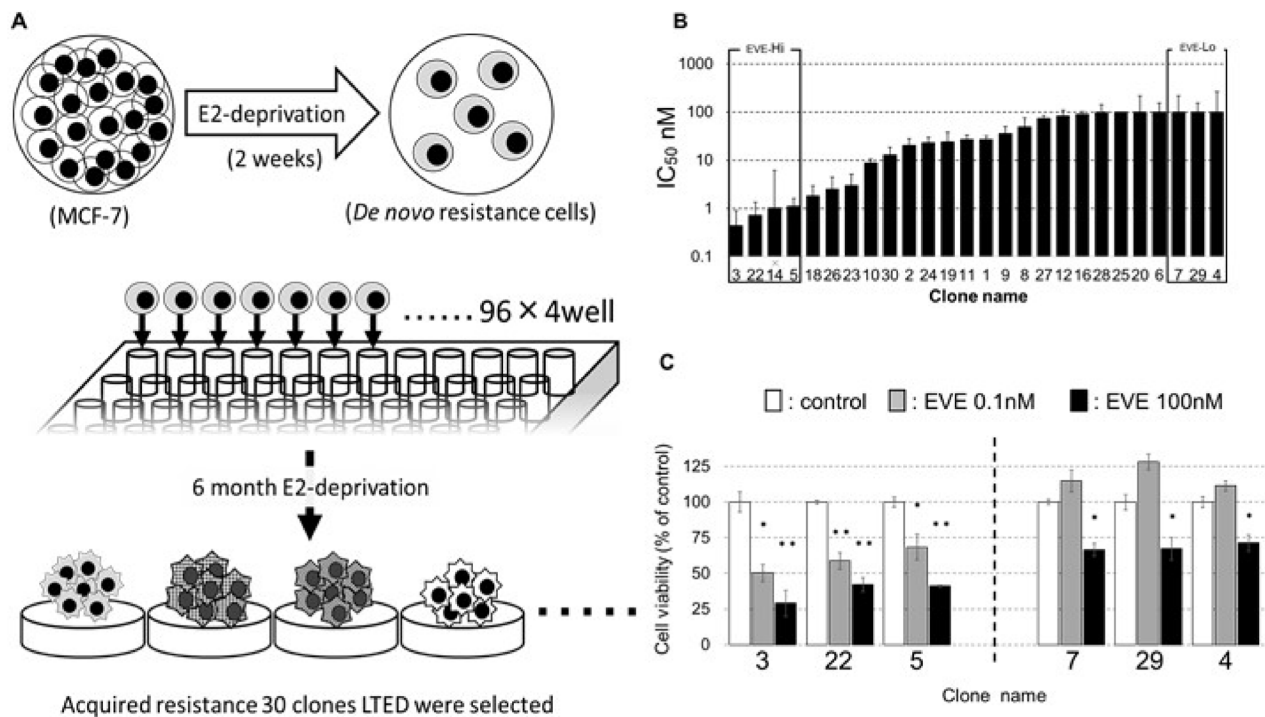 A
E2-deprivation
(2 weeks)
(MCF-7)
(De novo resistance cells)
...... 96 × 4well
6 month E2-deprivation
Acquired resistance 30 clones LTED were selected
B
EVE-Hi
EVE-Lo
IC50 nM
1000
100
10
1
0.1
3 22 14 5 18 26 23 10 30 2 24 19 11 1 9 8 27 12 16 28 25 20 6 7 29 4
×
Clone name
C
: control : EVE 0.1nM : EVE 100nM
Cell viability (% of control)
125
100
75
50
25
0
* ** ** ** * ** * * *
3 22 5 7 29 4
Clone name